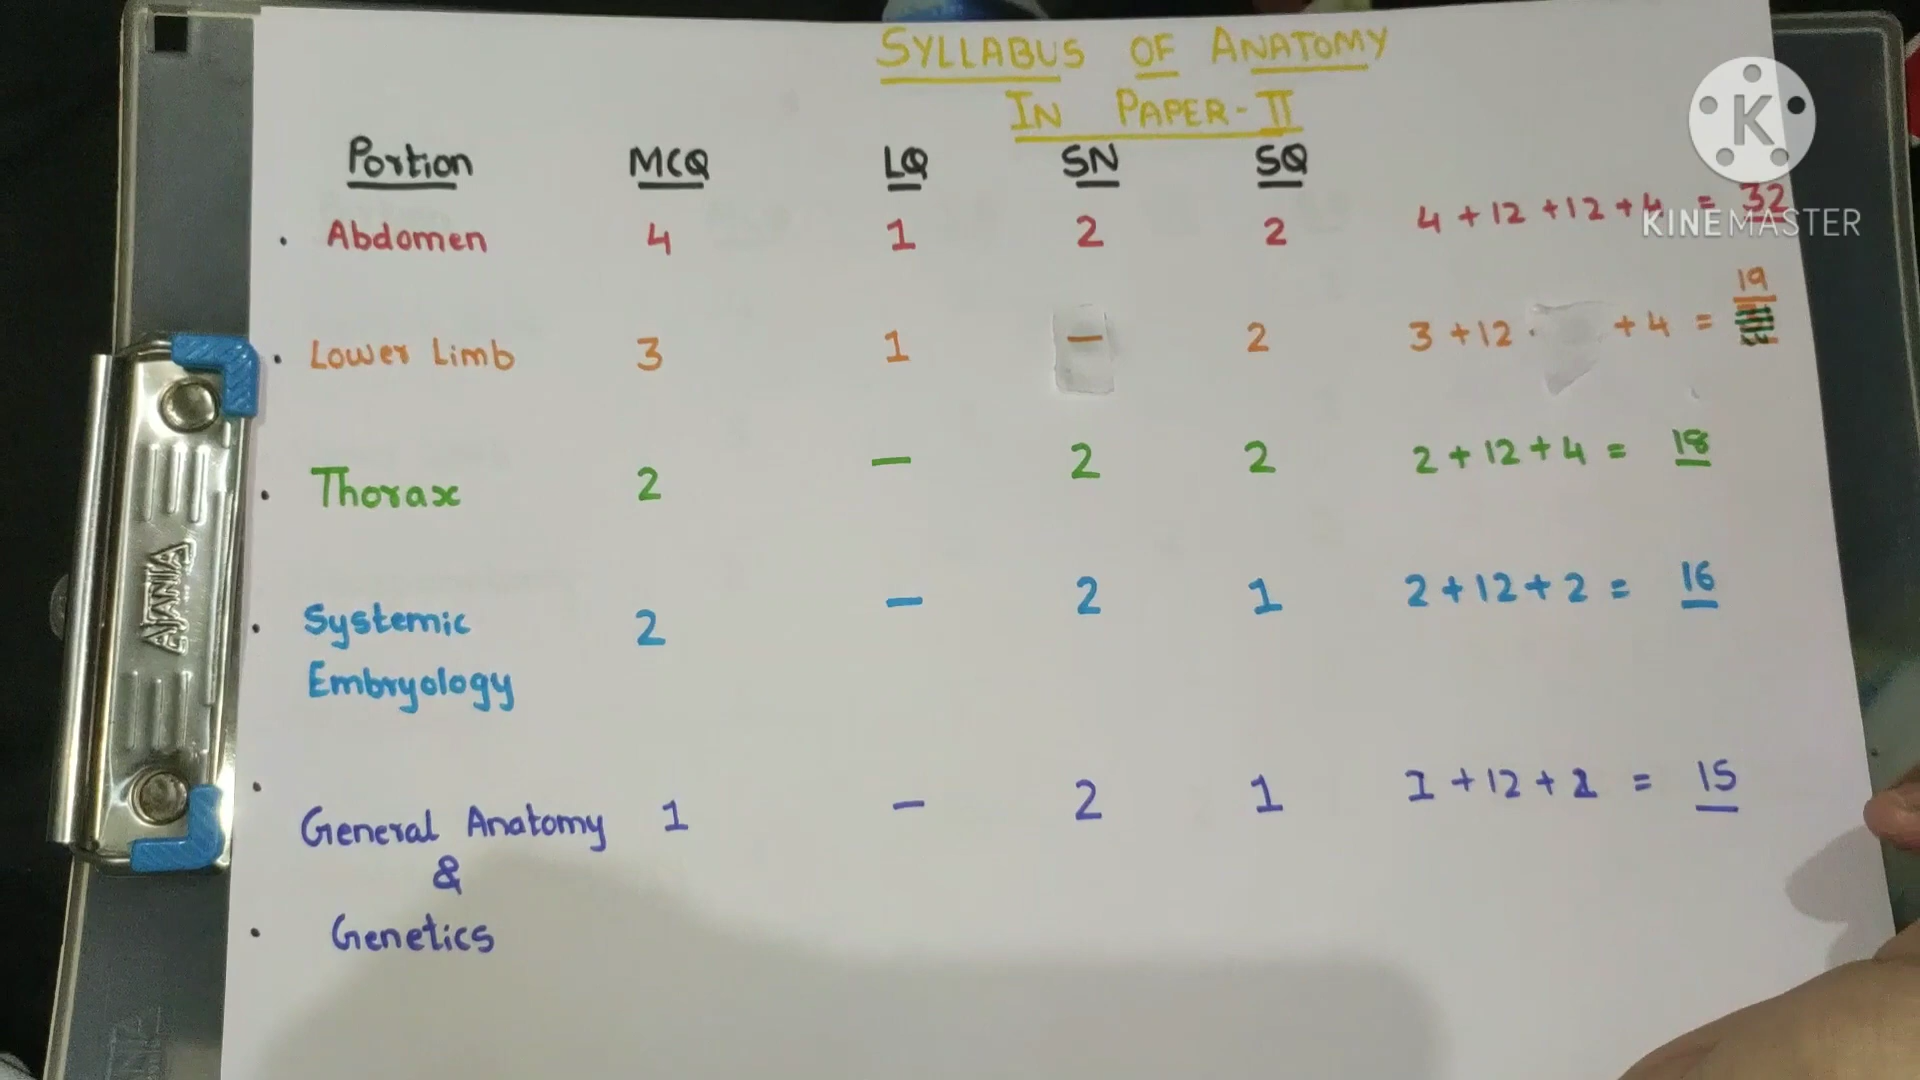 SYLLABUS OF ANATOMY
IN PAPER-II
Portion MCQ LQ SN SQ
• Abdomen 4 1 2 2 4+12+12+4 = 32
• Lower Limb 3 1 — 2 3+12 +4 = 19
• Thorax 2 — 2 2 2+12+4 = 18
• Systemic Embryology 2 — 2 1 2+12+2 = 16
• General Anatomy 1 — 2 1 1+12+2 = 15
&
• Genetics
K
KINEMASTER
AJANTA